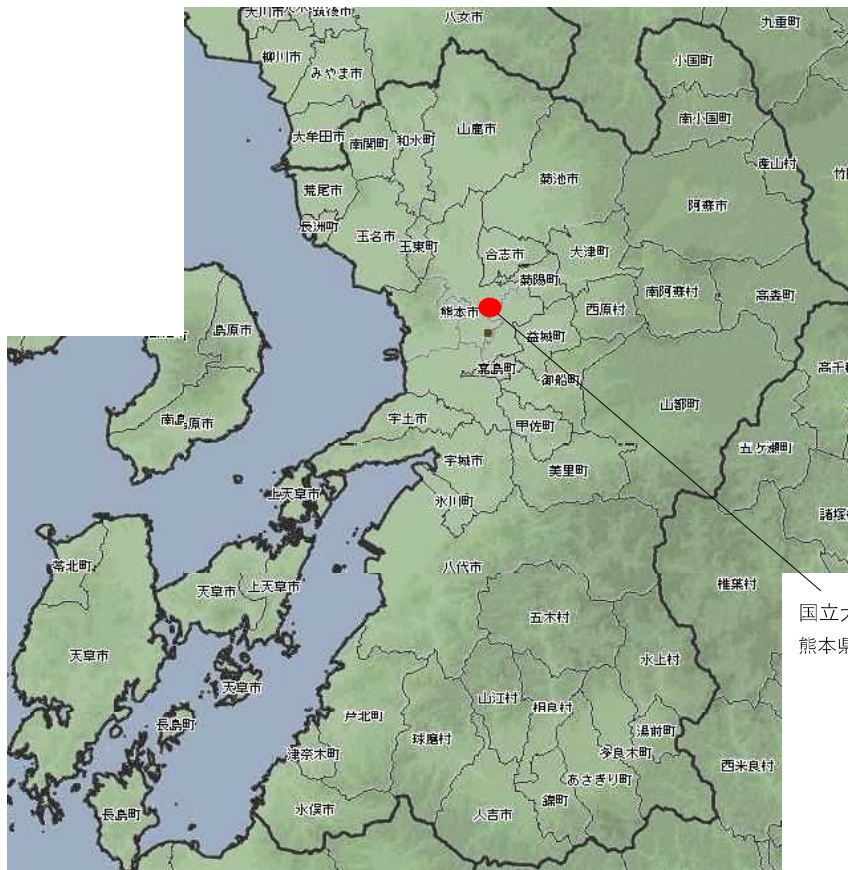 八女市
九重町
柳川市
みやま市
小国町
大牟田市
南関町
和水町
山鹿市
南小国町
産山村
荒尾市
菊池市
阿蘇市
長洲町
玉名市
玉東町
合志市
大津町
菊陽町
南阿蘇村
高森町
熊本市
西原村
島原市
益城町
嘉島町
御船町
山都町
宇土市
甲佐町
五ケ瀬町
宇城市
美里町
上天草市
氷川町
苓北町
八代市
天草市
上天草市
椎葉村
五木村
天草市
水上村
天草市
山江村
相良村
芦北町
長島町
球磨村
湯前町
津奈木町
多良木町
西米良村
あさぎり町
錦町
水俣市
人吉市
長島町
国立
熊本県